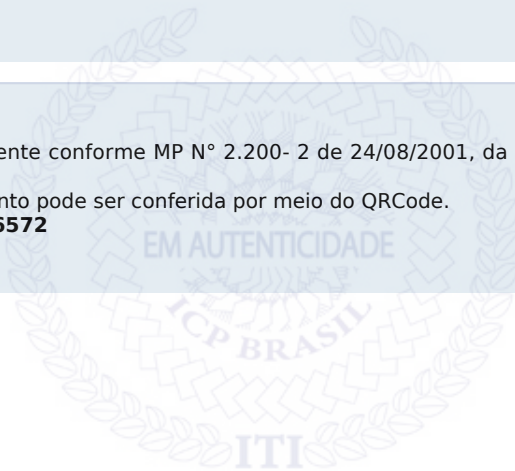 ente conforme MP N° 2.200- 2 de 24/08/2001, da
nto pode ser conferida por meio do QRCode.
6572
EM AUTENTICIDADE
ICP BRASIL
ITI